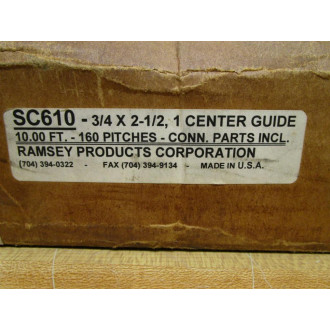 SC610 - 3/4 X 2-1/2, 1 CENTER GUIDE
10.00 FT. - 160 PITCHES - CONN. PARTS INCL.
RAMSEY PRODUCTS CORPORATION
(704) 394-0322 - FAX (704) 394-9134 - MADE IN U.S.A.